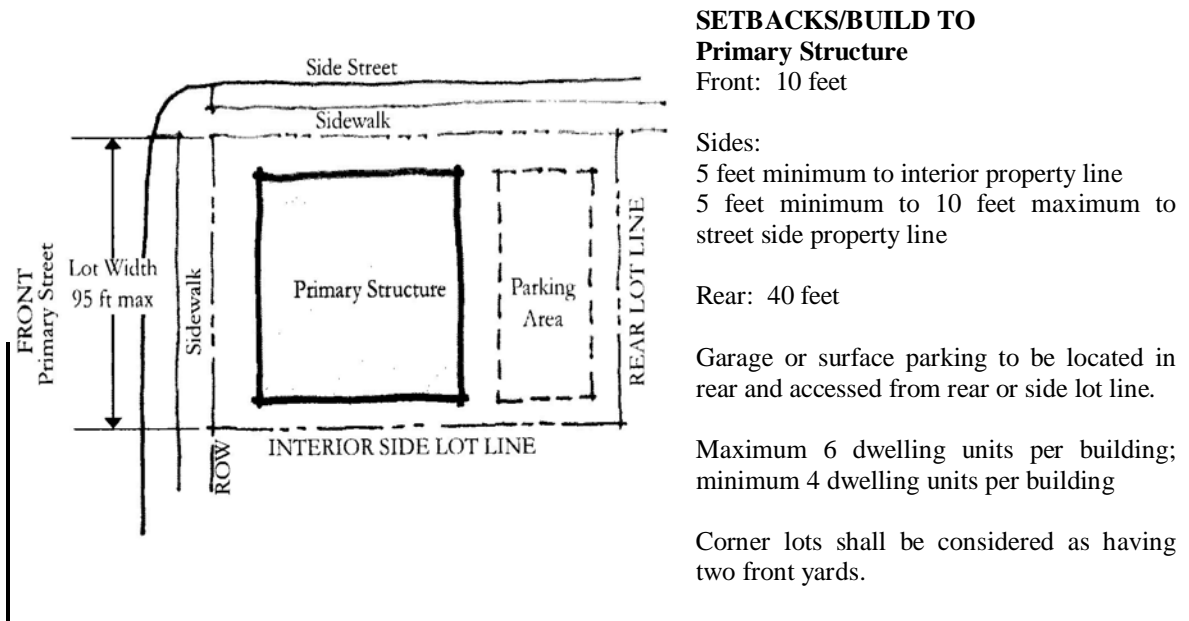 Side Street
Sidewalk
FRONT
Primary Street
Lot Width
95 ft max
Sidewalk
Primary Structure
Parking
Area
REAR LOT LINE
INTERIOR SIDE LOT LINE
ROW
SETBACKS/BUILD TO
Primary Structure
Front: 10 feet
Sides:
5 feet minimum to interior property line
5 feet minimum to 10 feet maximum to
street side property line
Rear: 40 feet
Garage or surface parking to be located in
rear and accessed from rear or side lot line.
Maximum 6 dwelling units per building;
minimum 4 dwelling units per building
Corner lots shall be considered as having
two front yards.